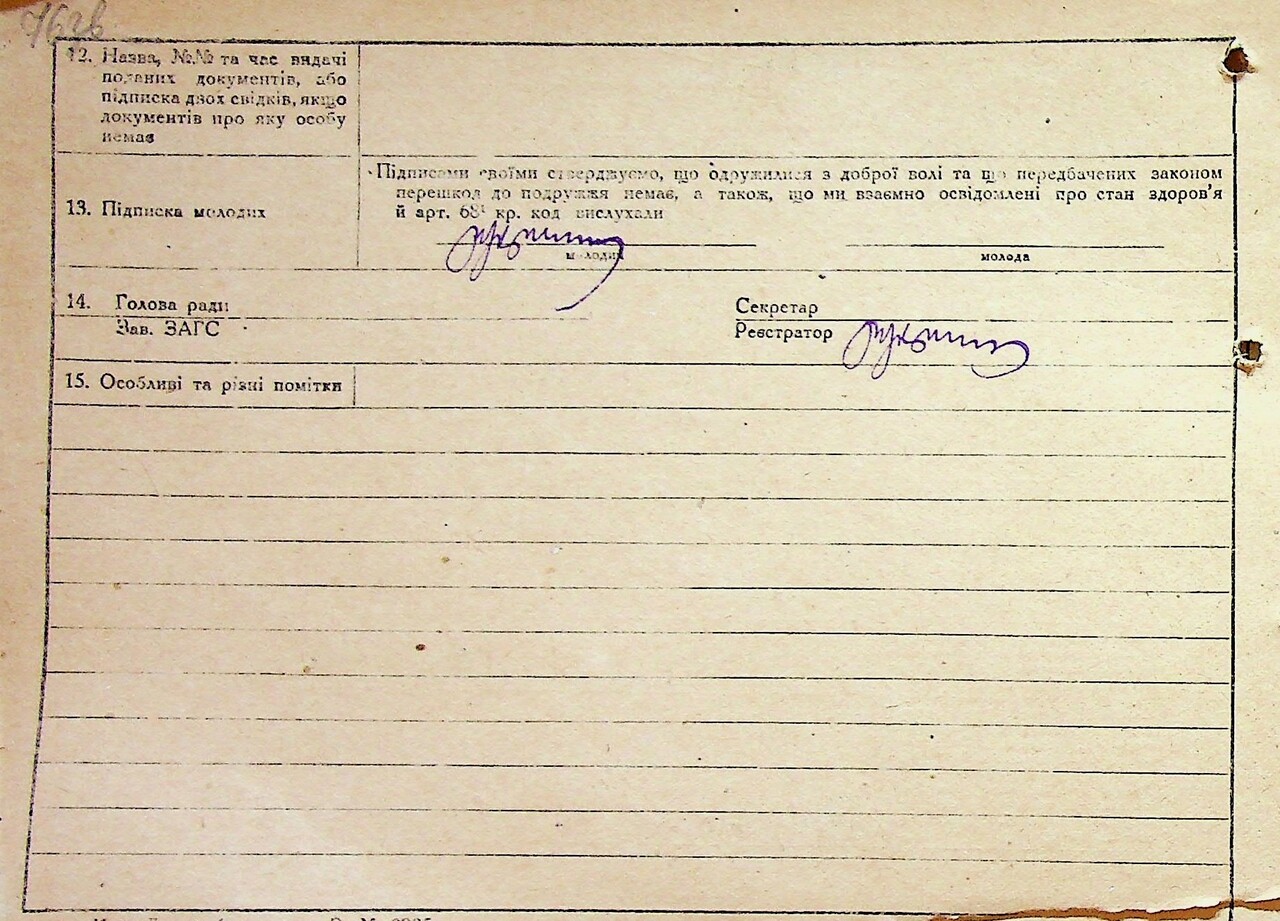 762в
12. Назва, №№ та час видачі
поданих документів, або
підписка двох свідків, якщо
документів про яку особу
немає
Підписами своїми стверджуємо, що одружилися з доброї волі та що передбачених законом
перешкод до подружжя немає, а також, що ми взаємно освідомлені про стан здоров'я
13. Підписка молодих
й арт. 68¹ кр. код вислухали
молодий
молода
14. Голова ради
Секретар
Зав. ЗАГС
Реєстратор
15. Особливі та різні помітки